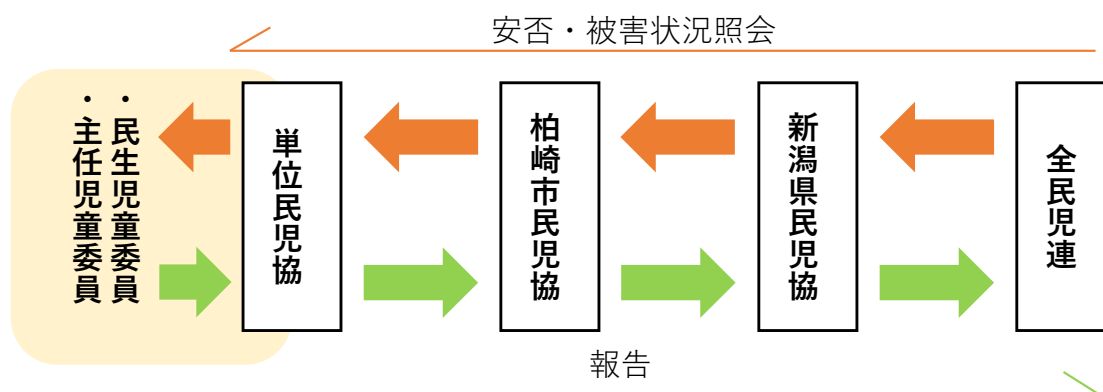 安否・被害状況照会
・民生児童委員
・主任児童委員
単位民児協
柏崎市民児協
新潟県民児協
全民児連
報告